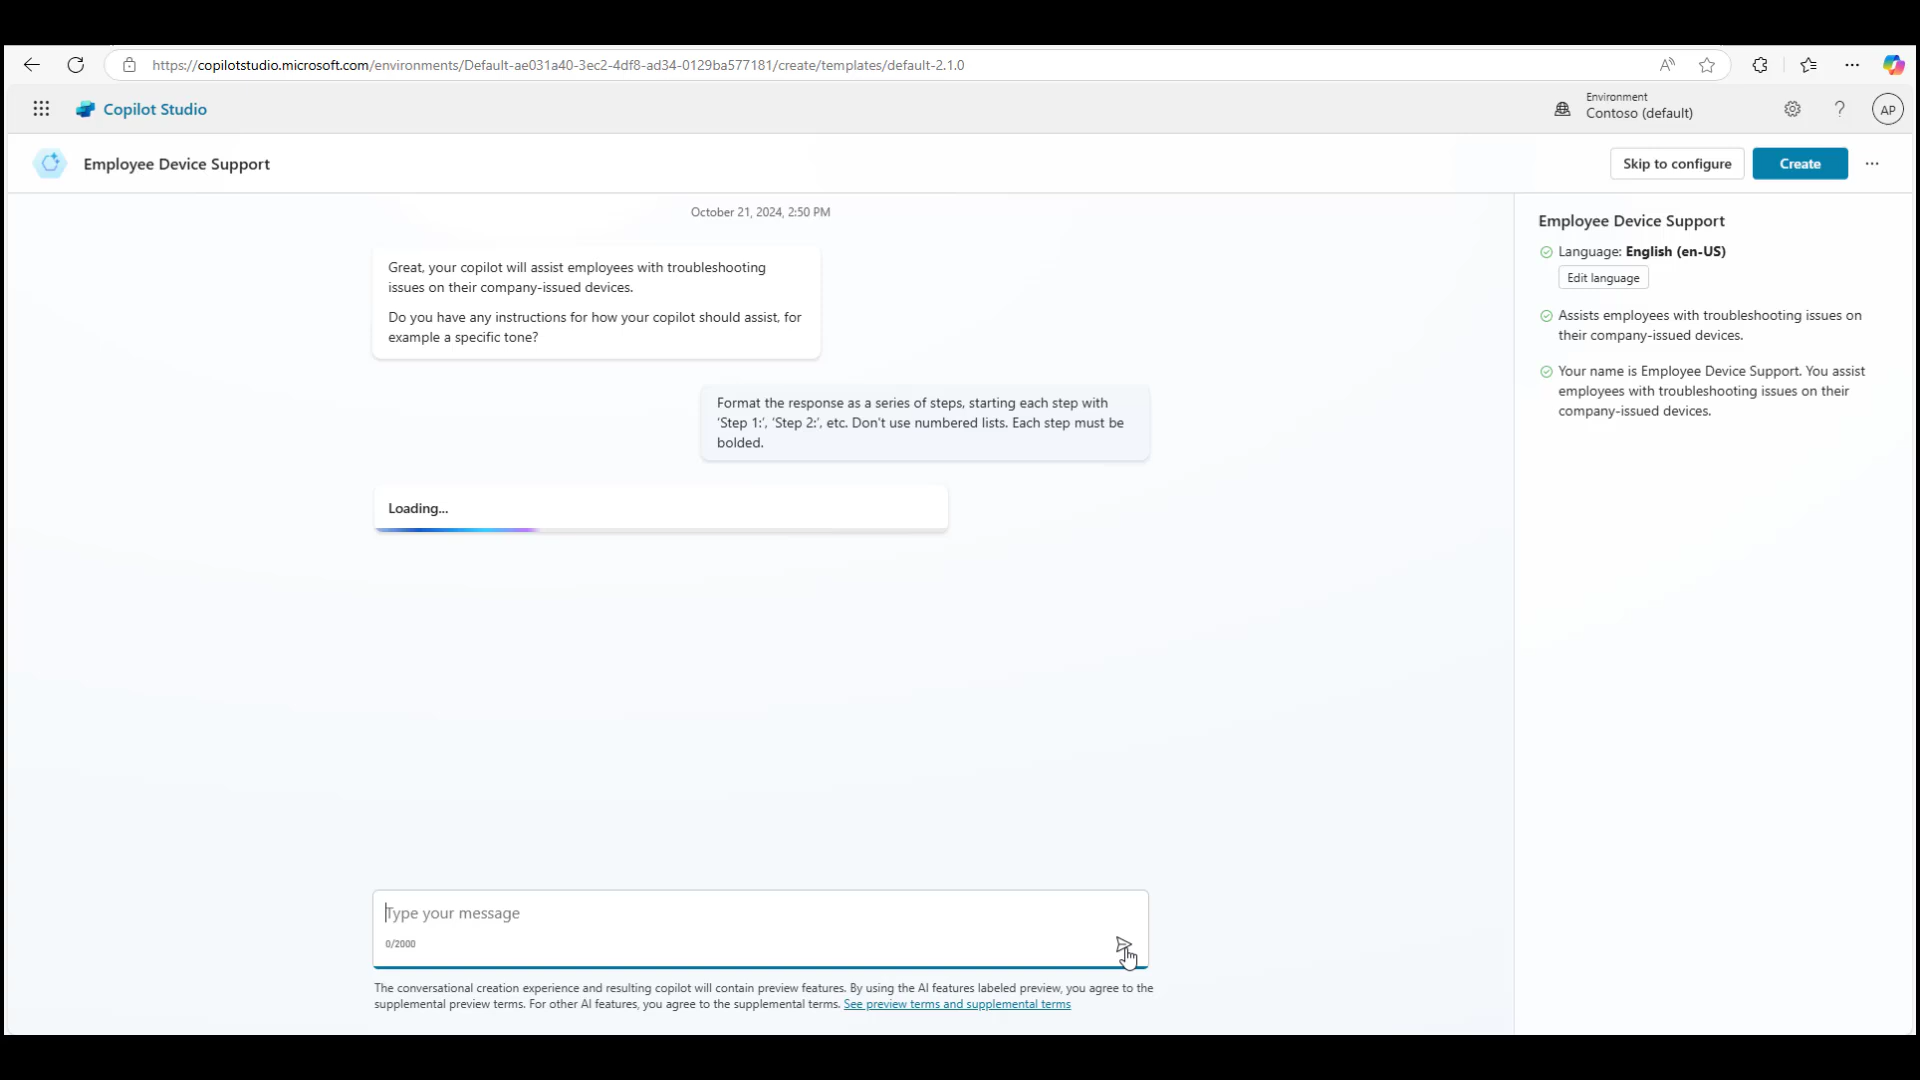 https://copilotstudio.microsoft.com/environments/Default-ae031a40-3ec2-4df8-ad34-0129ba577181/create/templates/default-2.1.0
Copilot Studio
Environment
Contoso (default)
AP
Employee Device Support
Skip to configure
Create
October 21, 2024, 2:50 PM
Great, your copilot will assist employees with troubleshooting
issues on their company-issued devices.
Do you have any instructions for how your copilot should assist, for
example a specific tone?
Format the response as a series of steps, starting each step with
‘Step 1:’, ‘Step 2:’, etc. Don’t use numbered lists. Each step must be
bolded.
Loading...
Type your message
0/2000
The conversational creation experience and resulting copilot will contain preview features. By using the AI features labeled preview, you agree to the
supplemental preview terms. For other AI features, you agree to the supplemental terms. See preview terms and supplemental terms
Employee Device Support
Language: English (en-US)
Edit language
Assists employees with troubleshooting issues on
their company-issued devices.
Your name is Employee Device Support. You assist
employees with troubleshooting issues on their
company-issued devices.